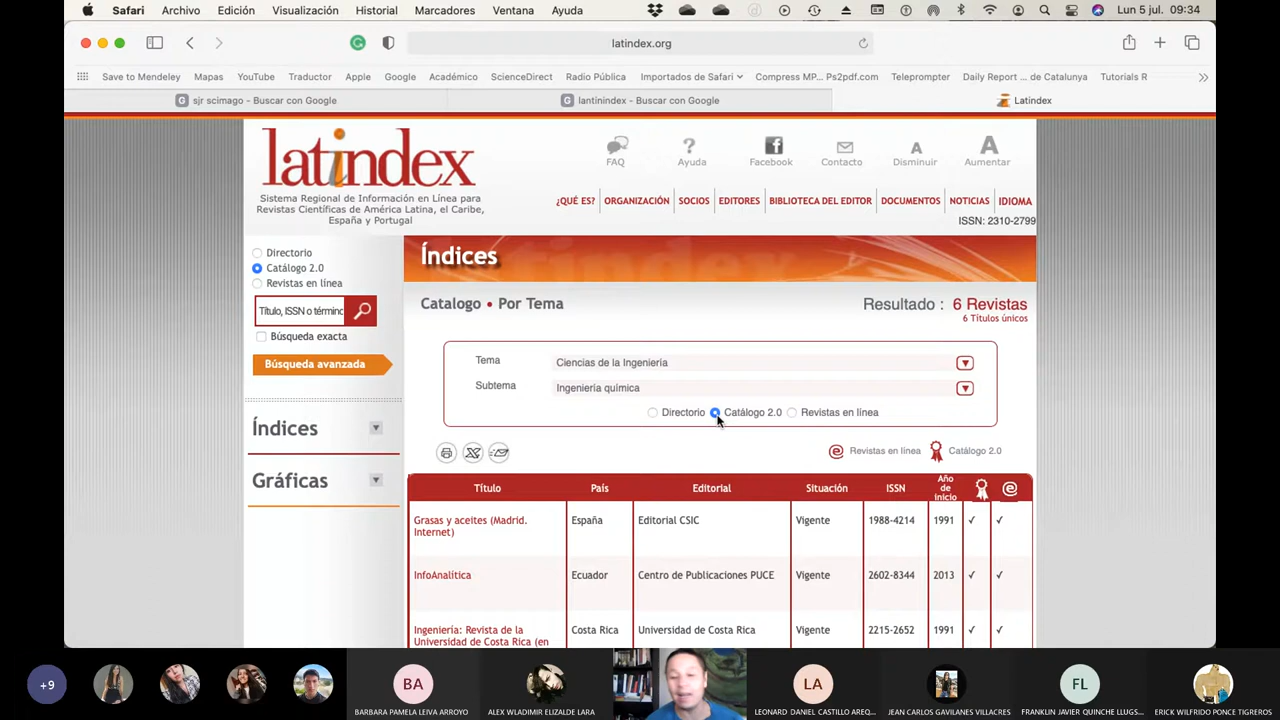 Safari Archivo Edición Visualización Historial Marcadores Ventana Ayuda Lun 5 jul. 09:34
latindex.org
Save to Mendeley Mapas YouTube Traductor Apple Google Académico ScienceDirect Radio Pública Importados de Safari Compress MP... Ps2pdf.com Teleprompter Daily Report ... de Catalunya Tutorials R
sjr scimago - Buscar con Google
lantinindex - Buscar con Google
Latindex
latindex
Sistema Regional de Información en Línea para
Revistas Científicas de América Latina, el Caribe,
España y Portugal
FAQ Ayuda Facebook Contacto Disminuir Aumentar
¿QUÉ ES? ORGANIZACIÓN SOCIOS EDITORES BIBLIOTECA DEL EDITOR DOCUMENTOS NOTICIAS IDIOMA
ISSN: 2310-2799
Directorio
Catálogo 2.0
Revistas en línea
Título, ISSN o término
Búsqueda exacta
Búsqueda avanzada
Índices
Gráficas
Índices
Catalogo • Por Tema
Resultado : 6 Revistas
6 Títulos únicos
Tema Ciencias de la Ingeniería
Subtema Ingeniería química
Directorio Catálogo 2.0 Revistas en línea
Revistas en línea Catálogo 2.0
Título País Editorial Situación ISSN Año de inicio
Grasas y aceites (Madrid. Internet) España Editorial CSIC Vigente 1988-4214 1991 ✓ ✓
InfoAnalítica Ecuador Centro de Publicaciones PUCE Vigente 2602-8344 2013 ✓ ✓
Ingeniería: Revista de la Universidad de Costa Rica (en Costa Rica Universidad de Costa Rica Vigente 2215-2652 1991 ✓ ✓
+9
BA
BARBARA PAMELA LEIVA ARROYO
ALEX WLADIMIR ELIZALDE LARA
LA
LEONARD DANIEL CASTILLO AREQ...
JEAN CARLOS GAVILANES VILLACRES
FL
FRANKLIN JAVIER QUINCHE LLUGS...
ERICK WILFRIDO PONCE TIGREROS